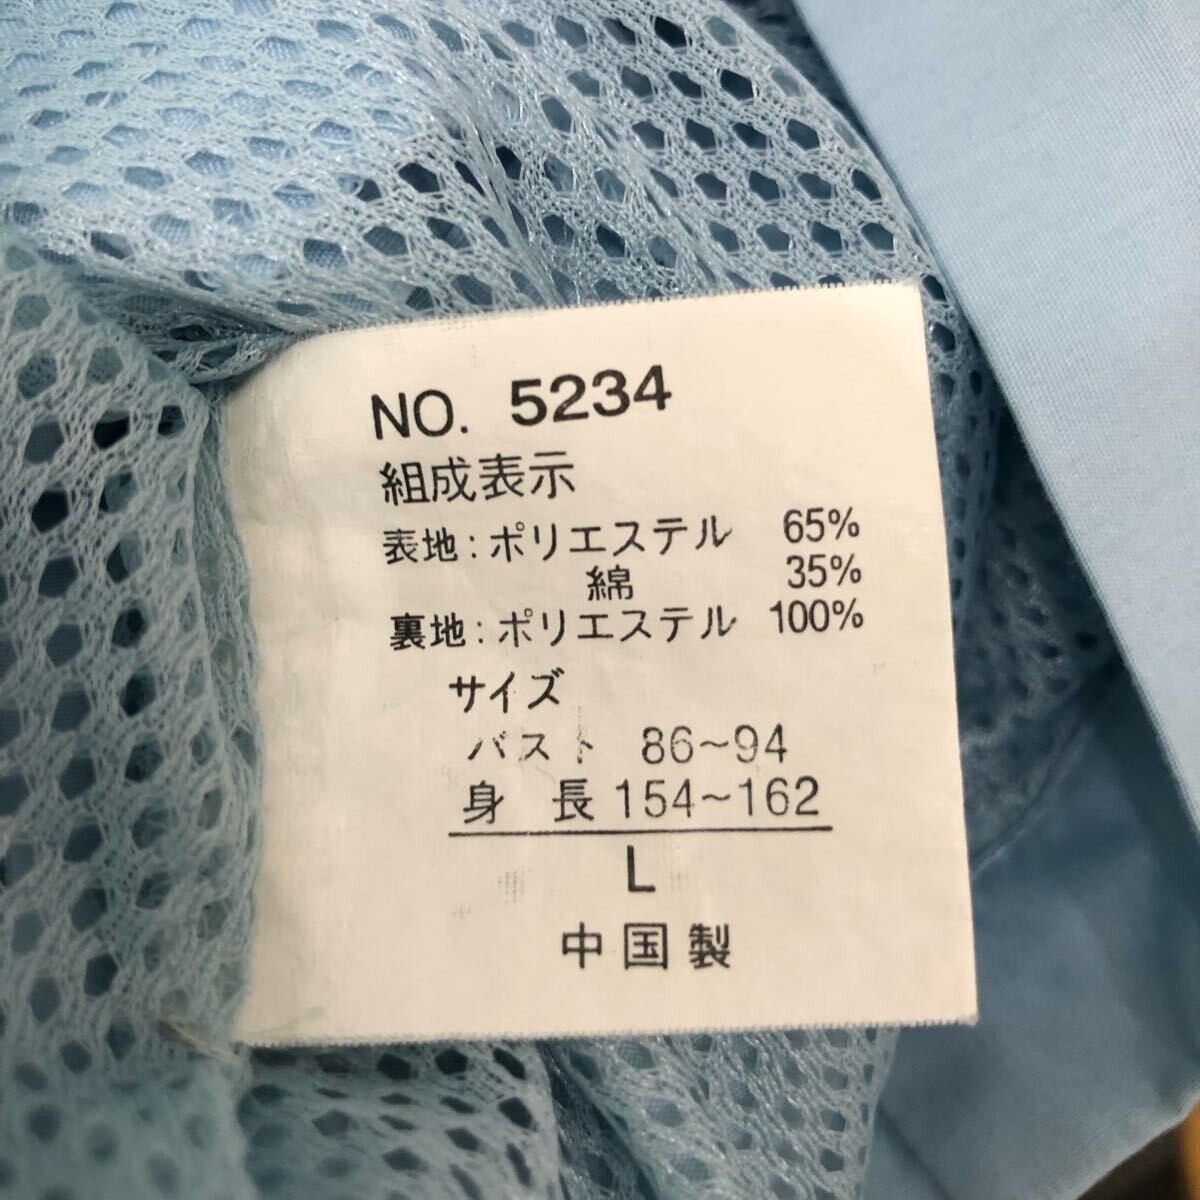 NO. 5234
組成表示
表地:ポリエステル 65%
綿 35%
裏地:ポリエステル 100%
サイズ
バスト 86~94
身 長 154~162
L
中国製